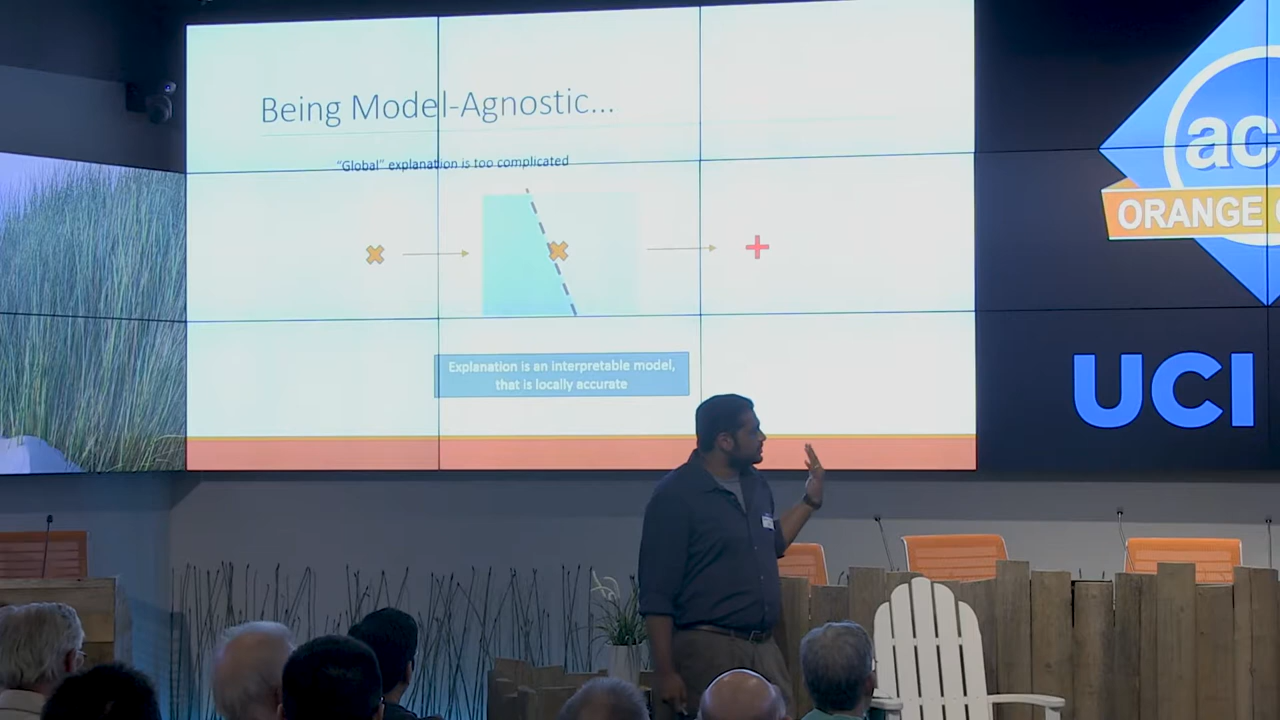 Being Model-Agnostic...
"Global" explanation is too complicated
Explanation is an interpretable model,
that is locally accurate
ac
ORANGE
UCI